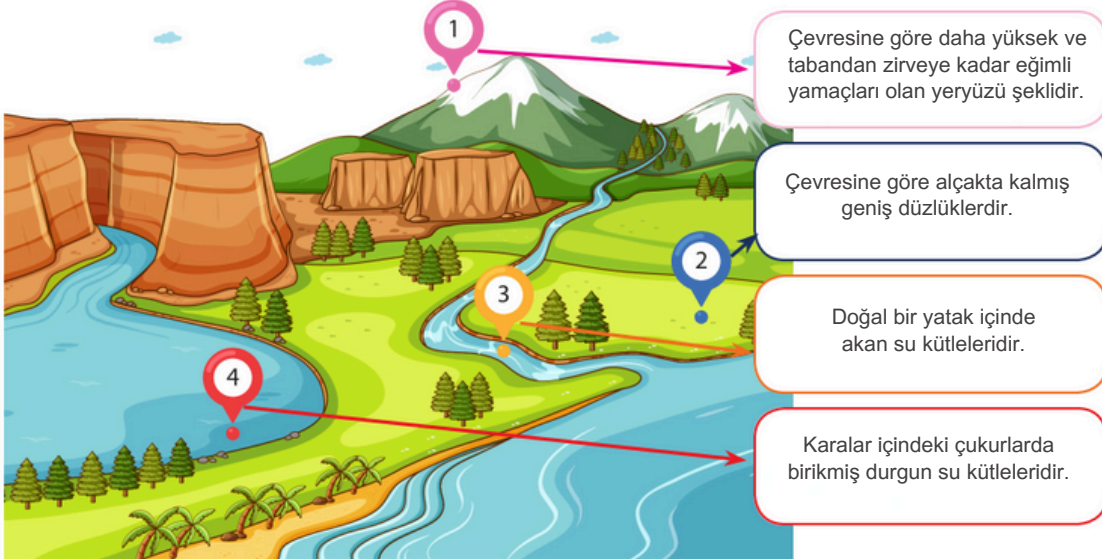 1
Çevresine göre daha yüksek ve
tabandan zirveye kadar eğimli
yamaçları olan yeryüzü şeklidir.
2
Çevresine göre alçakta kalmış
geniş düzlüklerdir.
3
Doğal bir yatak içinde
akan su kütleleridir.
4
Karalar içindeki çukurlarda
birikmiş durgun su kütleleridir.